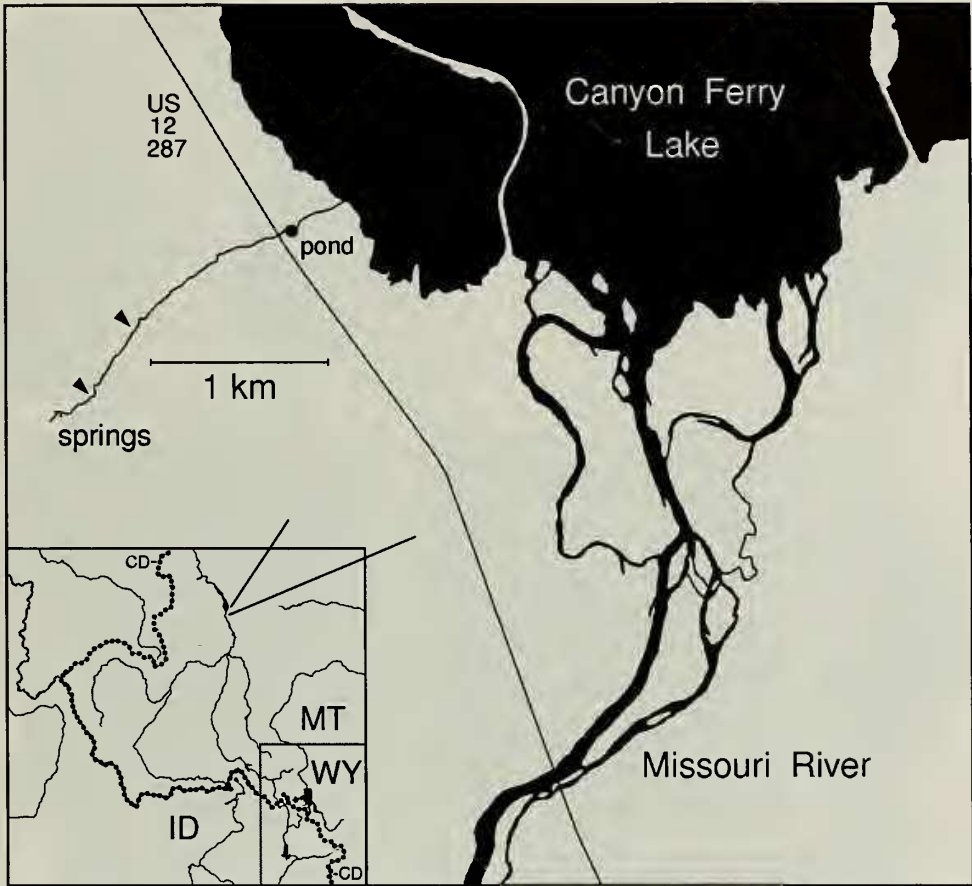 US
12
287
Canyon Ferry
Lake
pond
1 km
springs
CD
MT
WY
Missouri River
ID
CD